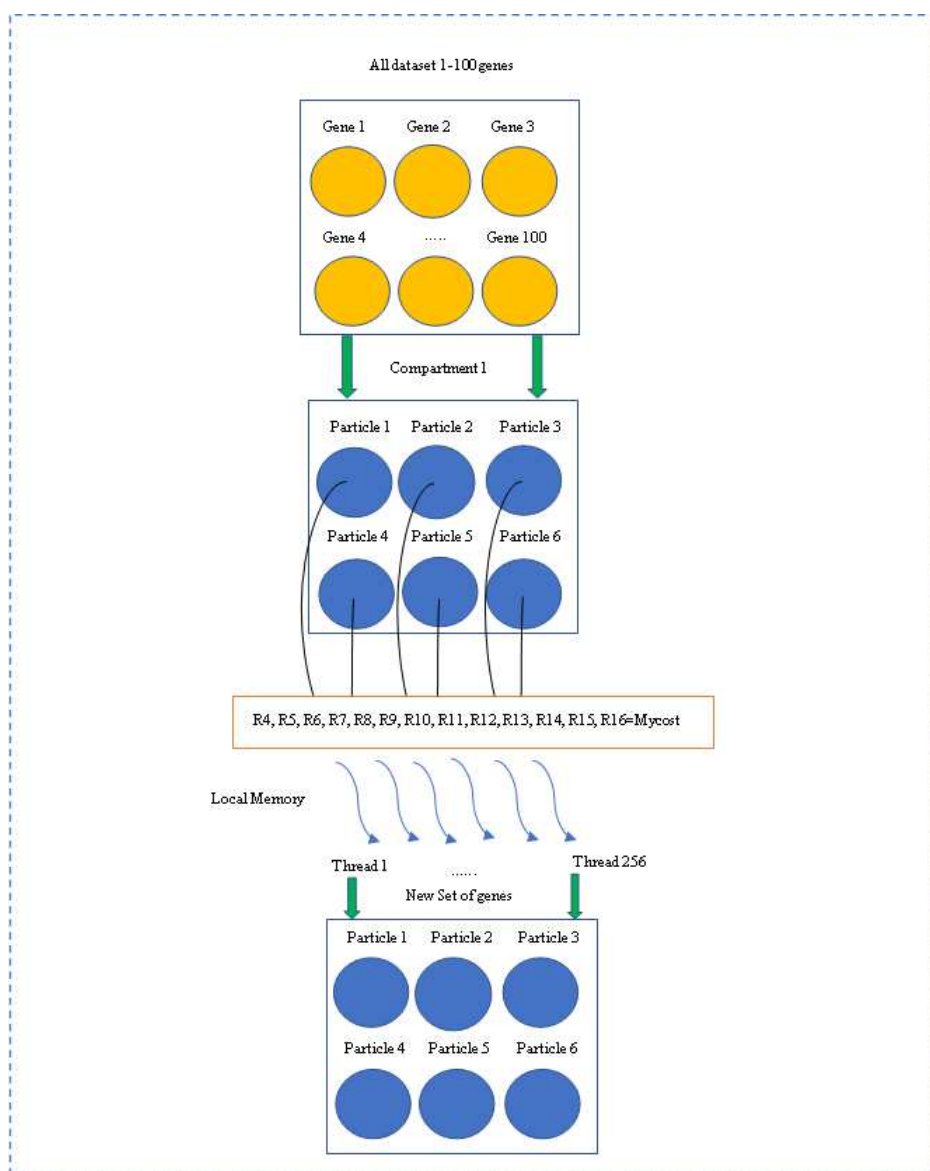 All dataset 1-100 genes
Gene 1 Gene 2 Gene 3
Gene 4 ..... Gene 100
Compartment 1
Particle 1 Particle 2 Particle 3
Particle 4 Particle 5 Particle 6
R4, R5, R6, R7, R8, R9, R10, R11, R12,R13, R14, R15, R16=Mycost
Local Memory
Thread 1 ...... Thread 256
New Set of genes
Particle 1 Particle 2 Particle 3
Particle 4 Particle 5 Particle 6